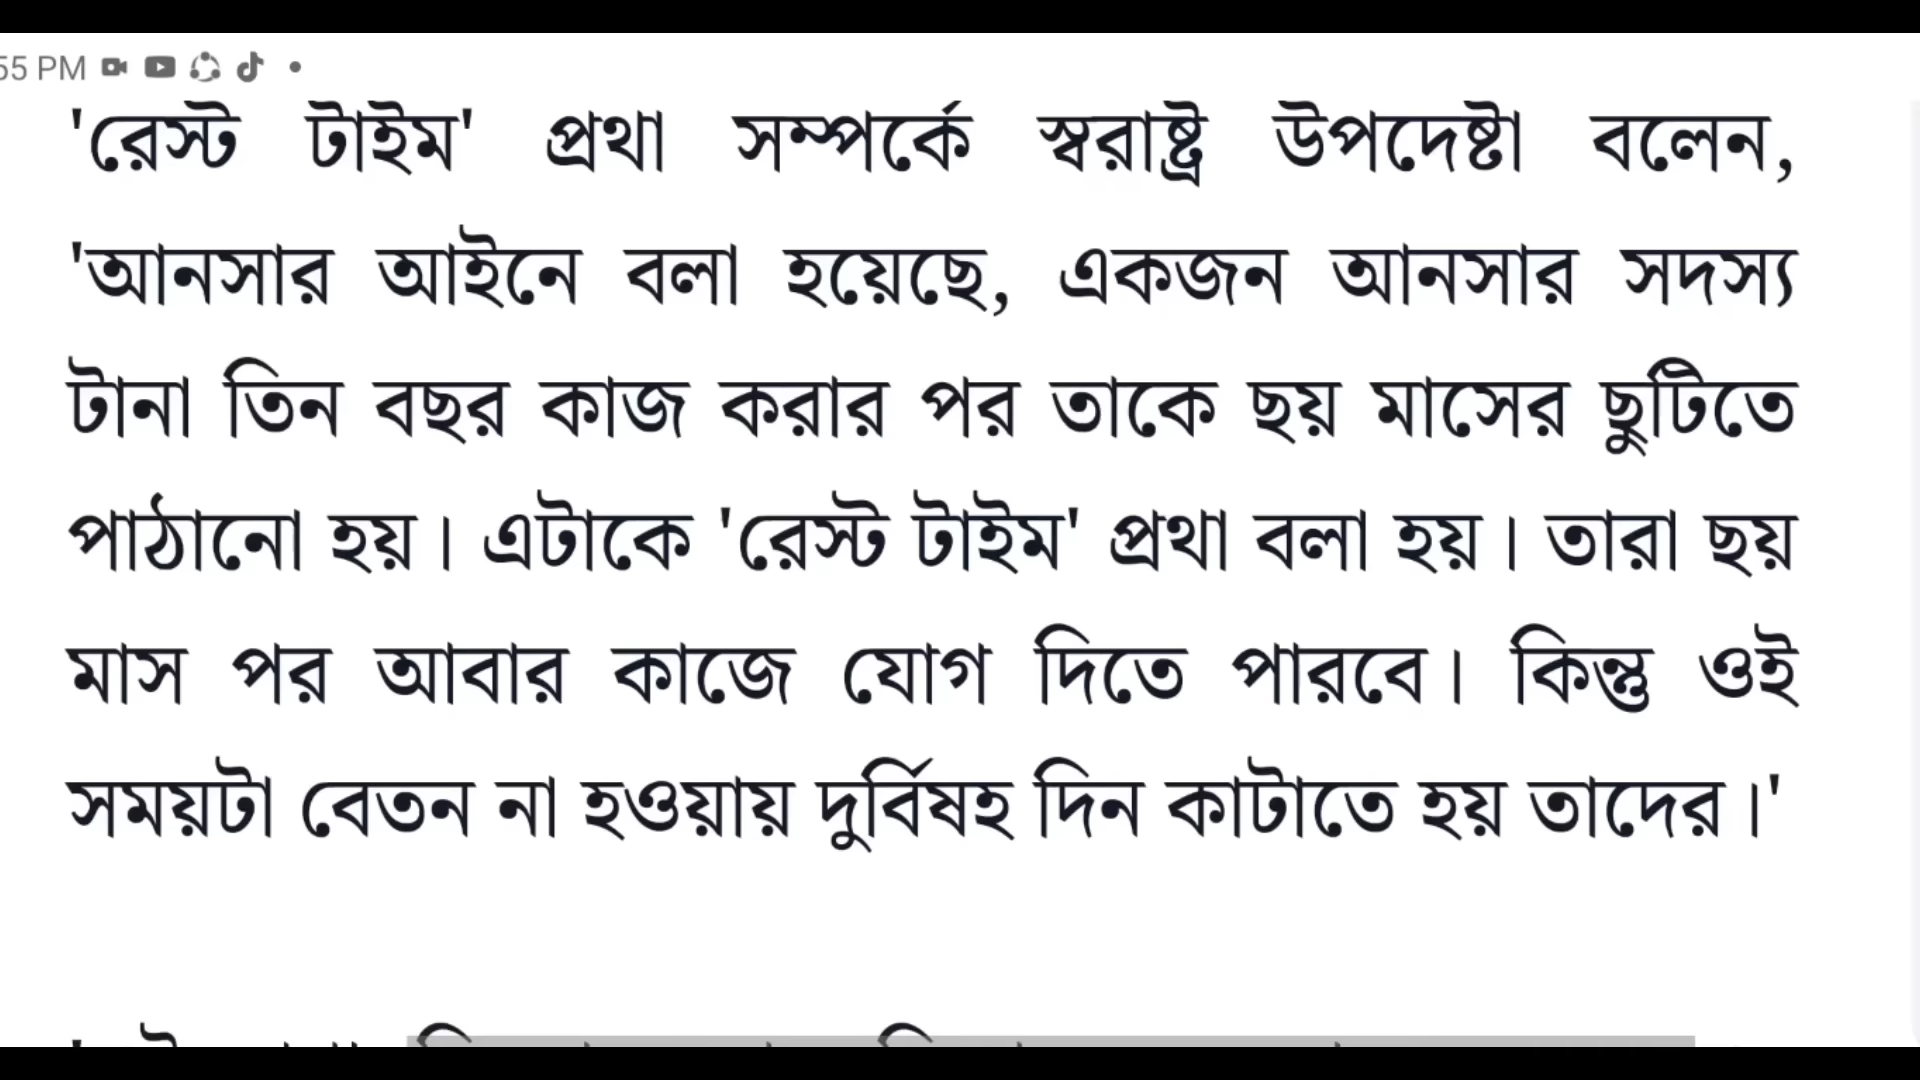 55 PM
'রেস্ট টাইম' প্রথা সম্পর্কে স্বরাষ্ট্র উপদেষ্টা বলেন,
'আনসার আইনে বলা হয়েছে, একজন আনসার সদস্য
টানা তিন বছর কাজ করার পর তাকে ছয় মাসের ছুটিতে
পাঠানো হয়। এটাকে 'রেস্ট টাইম' প্রথা বলা হয়। তারা ছয়
মাস পর আবার কাজে যোগ দিতে পারবে। কিন্তু ওই
সময়টা বেতন না হওয়ায় দুর্বিষহ দিন কাটাতে হয় তাদের।'